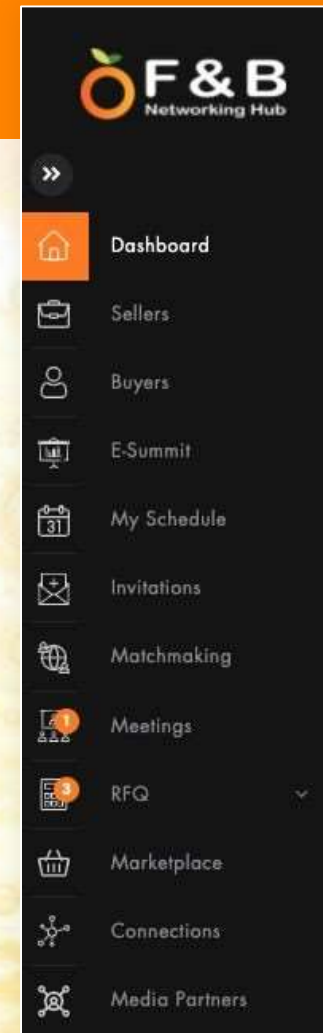 F & B
Networking Hub
Dashboard
Sellers
Buyers
E-Summit
31
My Schedule
Invitations
Matchmaking
1
Meetings
3
RFQ
Marketplace
Connections
Media Partners